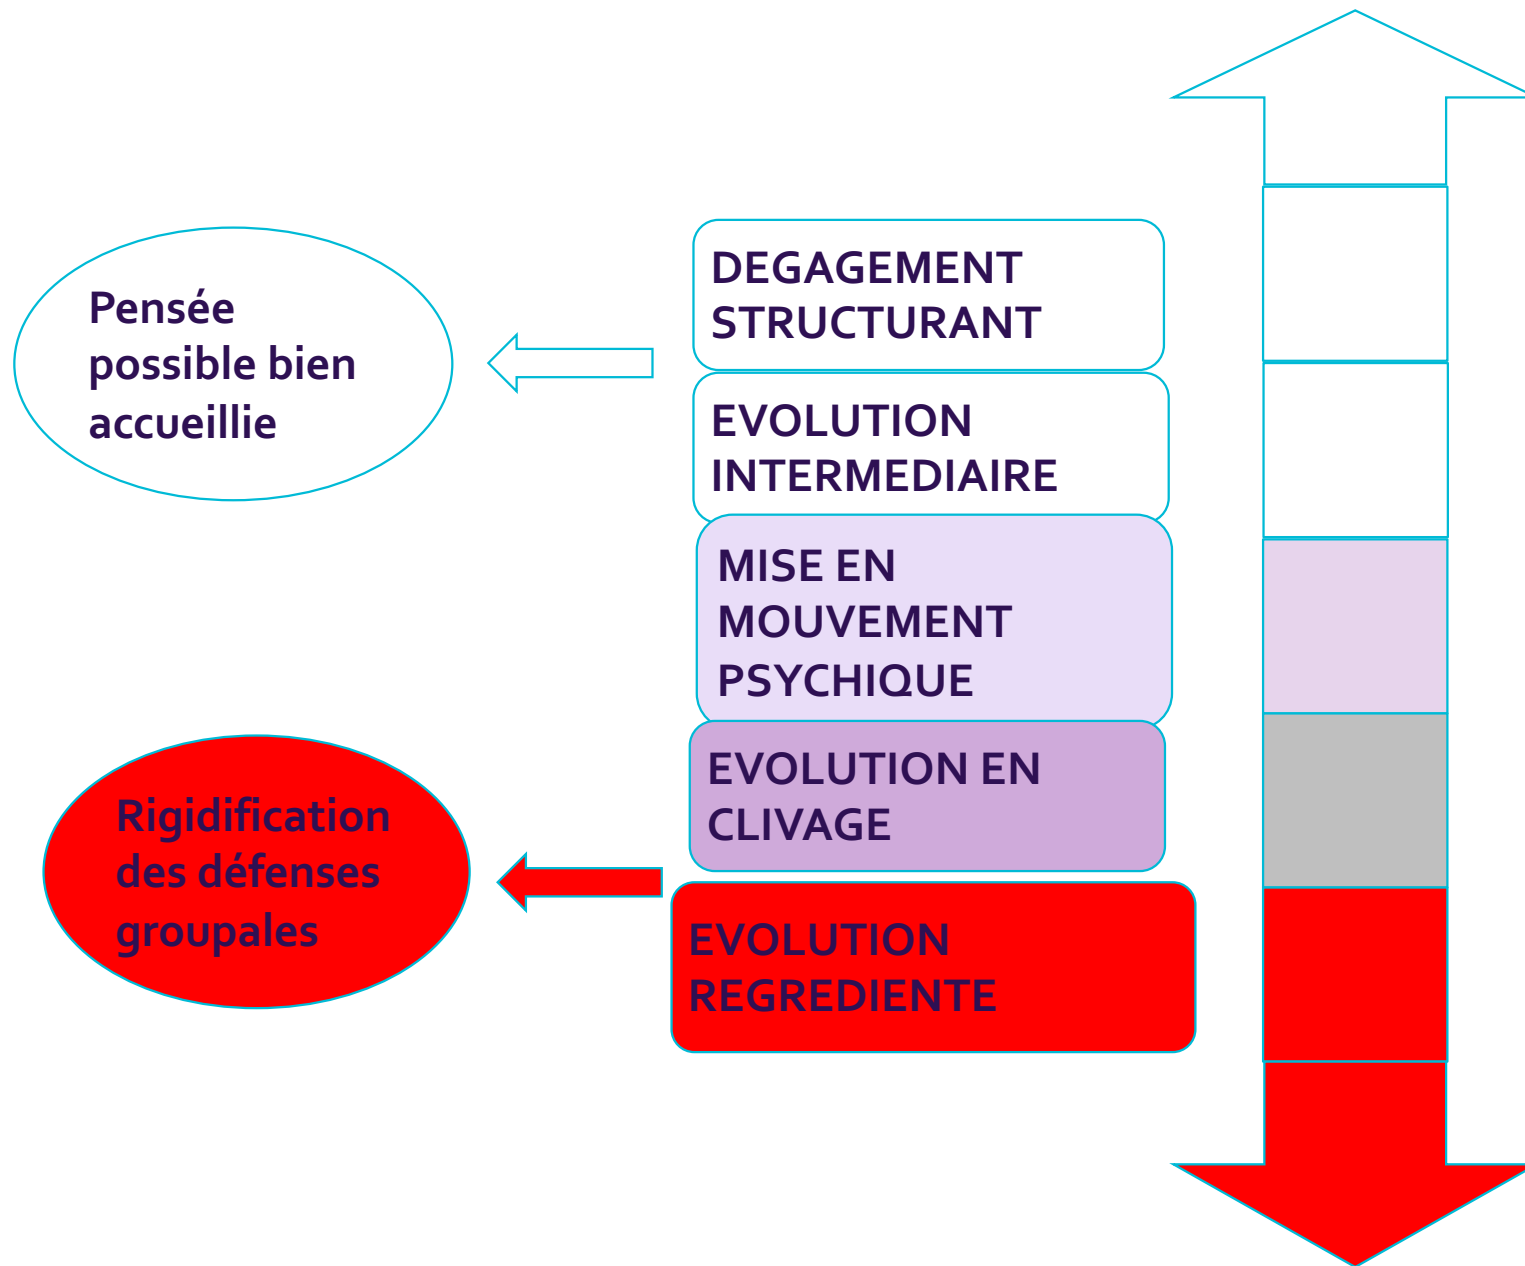 DEGAGEMENT
STRUCTURANT
Pensée
possible bien
accueillie
EVOLUTION
INTERMEDIAIRE
MISE EN
MOUVEMENT
PSYCHIQUE
EVOLUTION EN
CLIVAGE
Rigidification
des défenses
groupales
EVOLUTION
REGREDIENTE